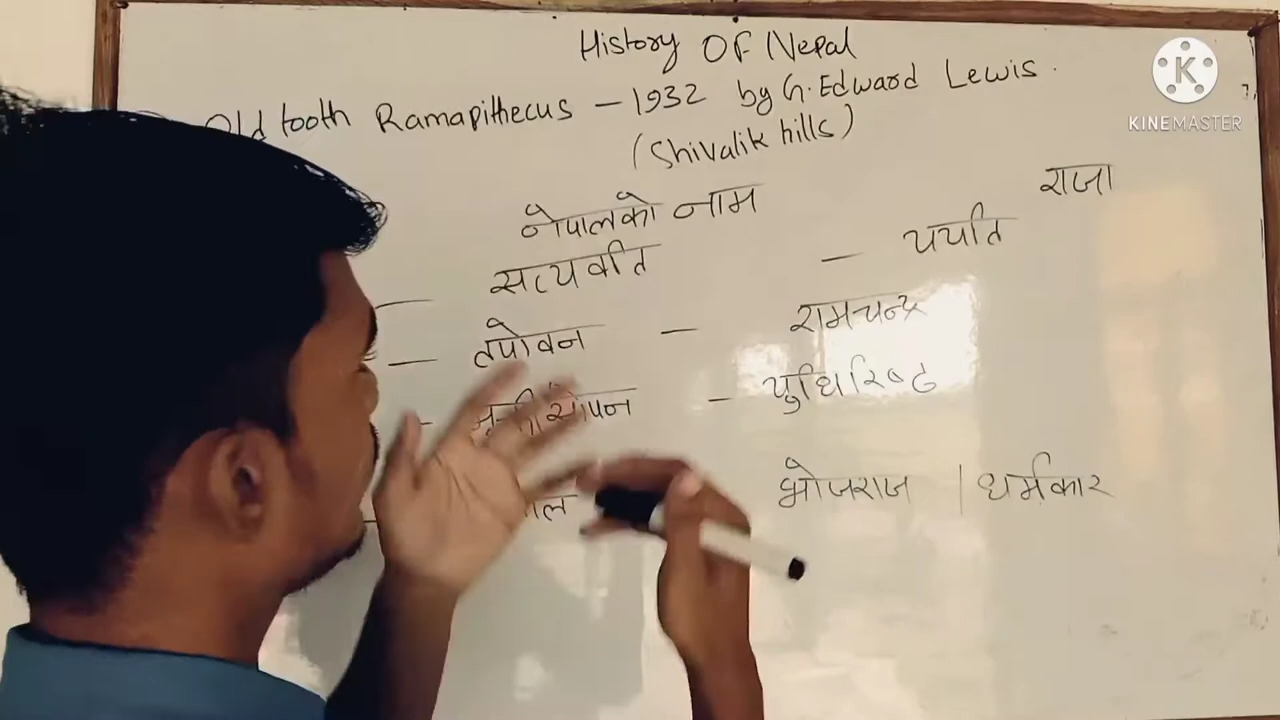 History OF Nepal
Old tooth Ramapithecus – 1932 by G. Edward Lewis.
(Shivalik hills)
नेपालको नाम राजा
— सत्यवति — ययाति
— तपोवन — रामचन्द्र
- – युधिरिष्ठ
भोजराज | धर्मकार
KINEMASTER